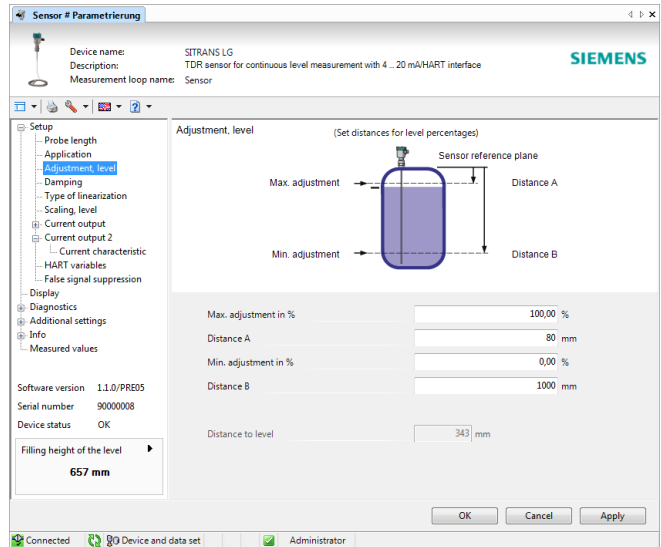 Sensor # Parametrierung
Device name: SITRANS LG
Description: TDR sensor for continuous level measurement with 4 .. 20 mA/HART interface
Measurement loop name: Sensor
SIEMENS
Setup
Probe length
Application
Adjustment, level
Damping
Type of linearization
Scaling, level
Current output
Current output 2
Current characteristic
HART variables
False signal suppression
Display
Diagnostics
Additional settings
Info
Measured values
Software version 1.1.0/PRE05
Serial number 90000008
Device status OK
Filling height of the level
657 mm
Adjustment, level
(Set distances for level percentages)
Sensor reference plane
Max. adjustment
Distance A
Min. adjustment
Distance B
Max. adjustment in % 100,00 %
Distance A 80 mm
Min. adjustment in % 0,00 %
Distance B 1000 mm
Distance to level 343 mm
OK Cancel Apply
Connected Device and data set Administrator